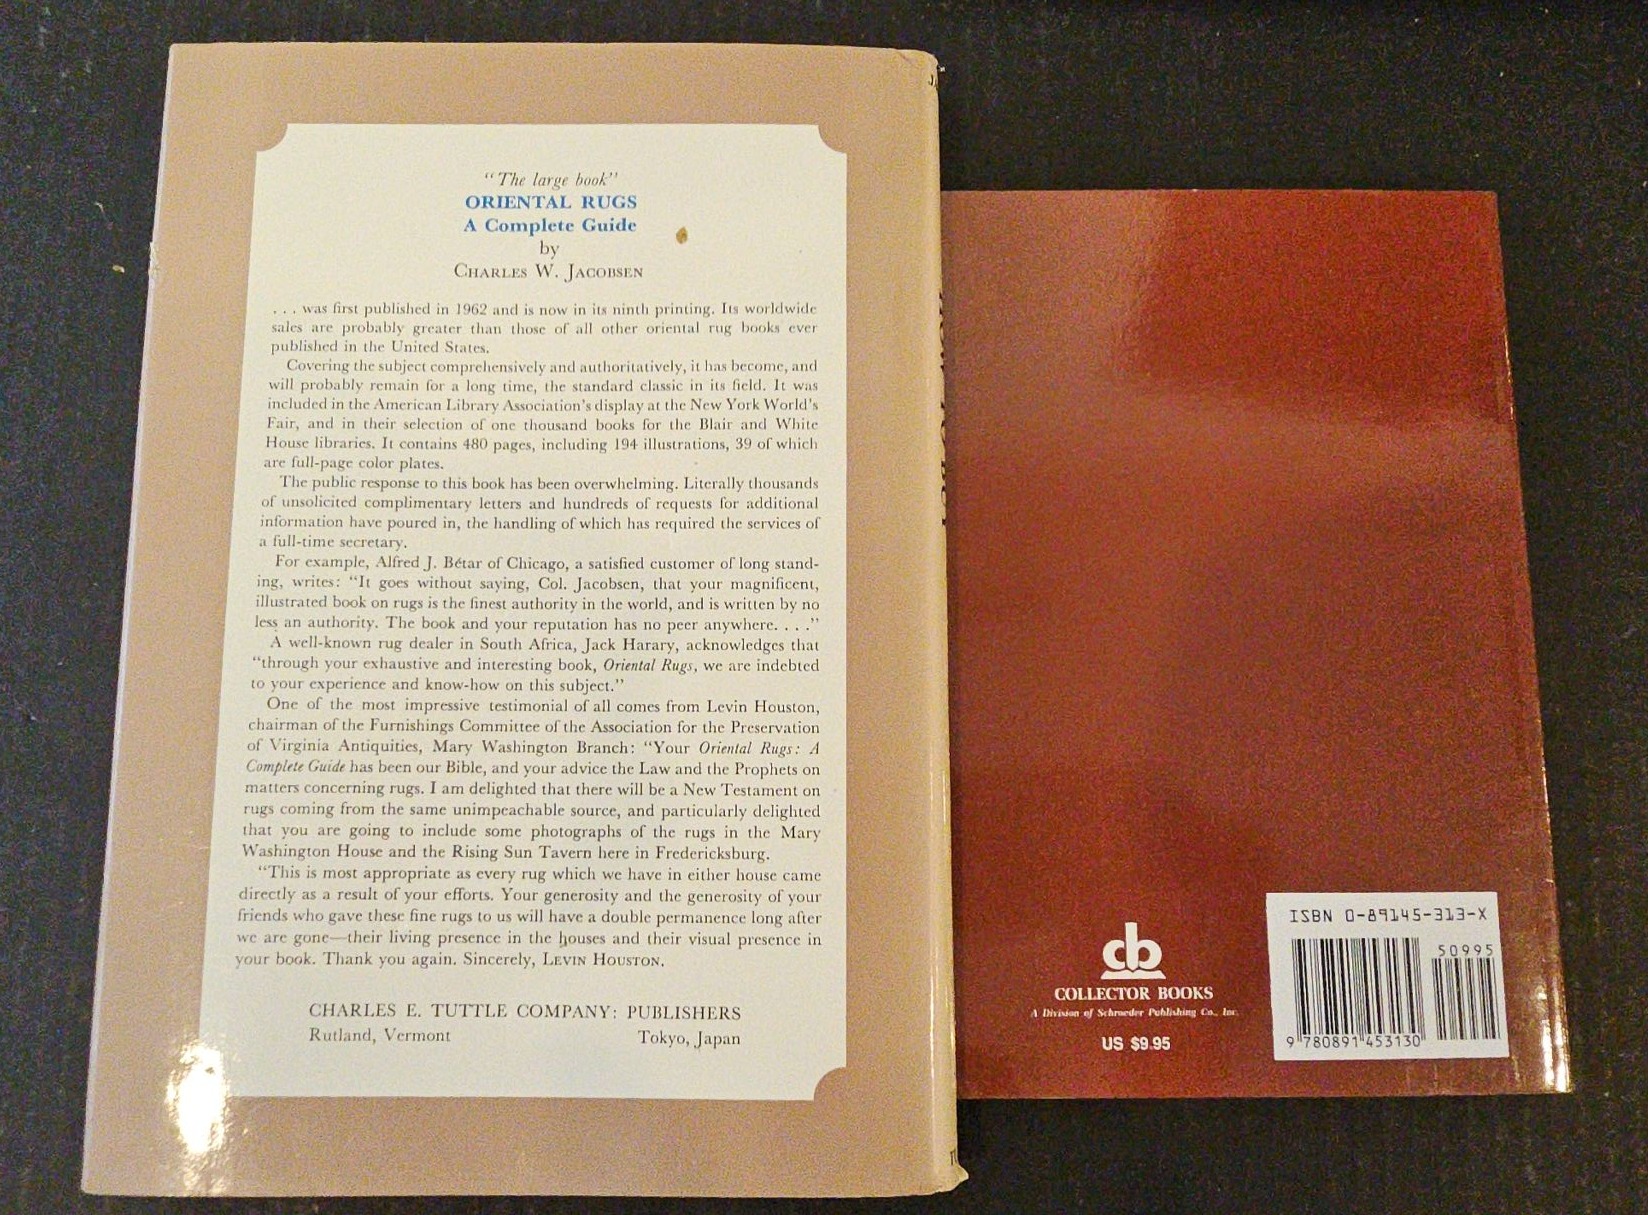 "The large book"
ORIENTAL RUGS
A Complete Guide
by
CHARLES W. JACOBSEN
. . . was first published in 1962 and is now in its ninth printing. Its worldwide
sales are probably greater than those of all other oriental rug books ever
published in the United States.
Covering the subject comprehensively and authoritatively, it has become, and
will probably remain for a long time, the standard classic in its field. It was
included in the American Library Association's display at the New York World's
Fair, and in their selection of one thousand books for the Blair and White
House libraries. It contains 480 pages, including 194 illustrations, 39 of which
are full-page color plates.
The public response to this book has been overwhelming. Literally thousands
of unsolicited complimentary letters and hundreds of requests for additional
information have poured in, the handling of which has required the services of
a full-time secretary.
For example, Alfred J. Bétar of Chicago, a satisfied customer of long stand-
ing, writes: "It goes without saying, Col. Jacobsen, that your magnificent,
illustrated book on rugs is the finest authority in the world, and is written by no
less an authority. The book and your reputation has no peer anywhere. . . ."
A well-known rug dealer in South Africa, Jack Harary, acknowledges that
"through your exhaustive and interesting book, Oriental Rugs, we are indebted
to your experience and know-how on this subject."
One of the most impressive testimonial of all comes from Levin Houston,
chairman of the Furnishings Committee of the Association for the Preservation
of Virginia Antiquities, Mary Washington Branch: "Your Oriental Rugs: A
Complete Guide has been our Bible, and your advice the Law and the Prophets on
matters concerning rugs. I am delighted that there will be a New Testament on
rugs coming from the same unimpeachable source, and particularly delighted
that you are going to include some photographs of the rugs in the Mary
Washington House and the Rising Sun Tavern here in Fredericksburg.
"This is most appropriate as every rug which we have in either house came
directly as a result of your efforts. Your generosity and the generosity of your
friends who gave these fine rugs to us will have a double permanence long after
we are gone—their living presence in the houses and their visual presence in
your book. Thank you again. Sincerely, LEVIN HOUSTON.
CHARLES E. TUTTLE COMPANY: PUBLISHERS
Rutland, Vermont Tokyo, Japan
cb
COLLECTOR BOOKS
A Division of Schroeder Publishing Co., Inc.
US $9.95
ISBN 0-89145-313-X
50995
9 780891 453130